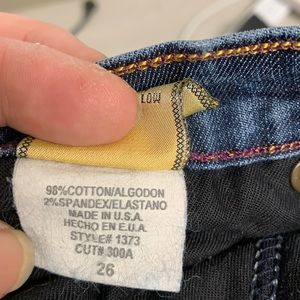 LOW
98%COTTON/ALGODON
2%SPANDEX/ELASTANO
MADE IN U.S.A.
HECHO EN E.U.A.
STYLE# 1373
CUT# 300A
26